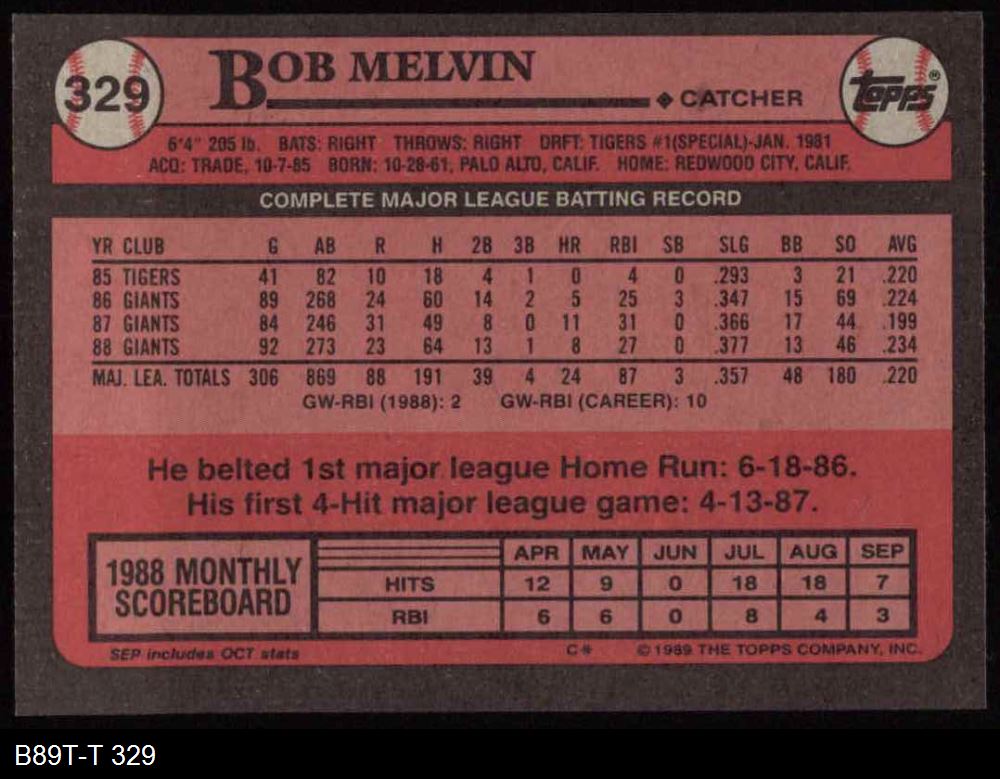 329
BOB MELVIN
◆ CATCHER
TOPPS®
6'4" 205 lb. BATS: RIGHT THROWS: RIGHT DRFT: TIGERS #1(SPECIAL)-JAN. 1981
ACQ: TRADE, 10-7-85 BORN: 10-28-61, PALO ALTO, CALIF. HOME: REDWOOD CITY, CALIF.
COMPLETE MAJOR LEAGUE BATTING RECORD
YR CLUB G AB R H 2B 3B HR RBI SB SLG BB SO AVG
85 TIGERS 41 82 10 18 4 1 0 4 0 .293 3 21 .220
86 GIANTS 89 268 24 60 14 2 5 25 3 .347 15 69 .224
87 GIANTS 84 246 31 49 8 0 11 31 0 .366 17 44 .199
88 GIANTS 92 273 23 64 13 1 8 27 0 .377 13 46 .234
MAJ. LEA. TOTALS 306 869 88 191 39 4 24 87 3 .357 48 180 .220
GW-RBI (1988): 2 GW-RBI (CAREER): 10
He belted 1st major league Home Run: 6-18-86.
His first 4-Hit major league game: 4-13-87.
1988 MONTHLY
SCOREBOARD
APR MAY JUN JUL AUG SEP
HITS 12 9 0 18 18 7
RBI 6 6 0 8 4 3
SEP includes OCT stats
C* © 1989 THE TOPPS COMPANY, INC.
B89T-T 329